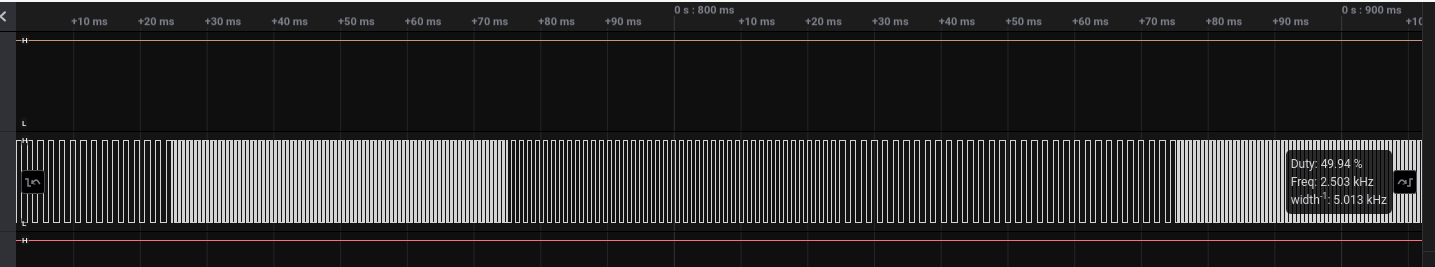 0 s : 800 ms 0 s : 900 ms
+10 ms +20 ms +30 ms +40 ms +50 ms +60 ms +70 ms +80 ms +90 ms +10 ms +20 ms +30 ms +40 ms +50 ms +60 ms +70 ms +80 ms +90 ms +10
H
L
H
Duty: 49.94 %
Freq: 2.503 kHz
width⁻¹: 5.013 kHz
L
H